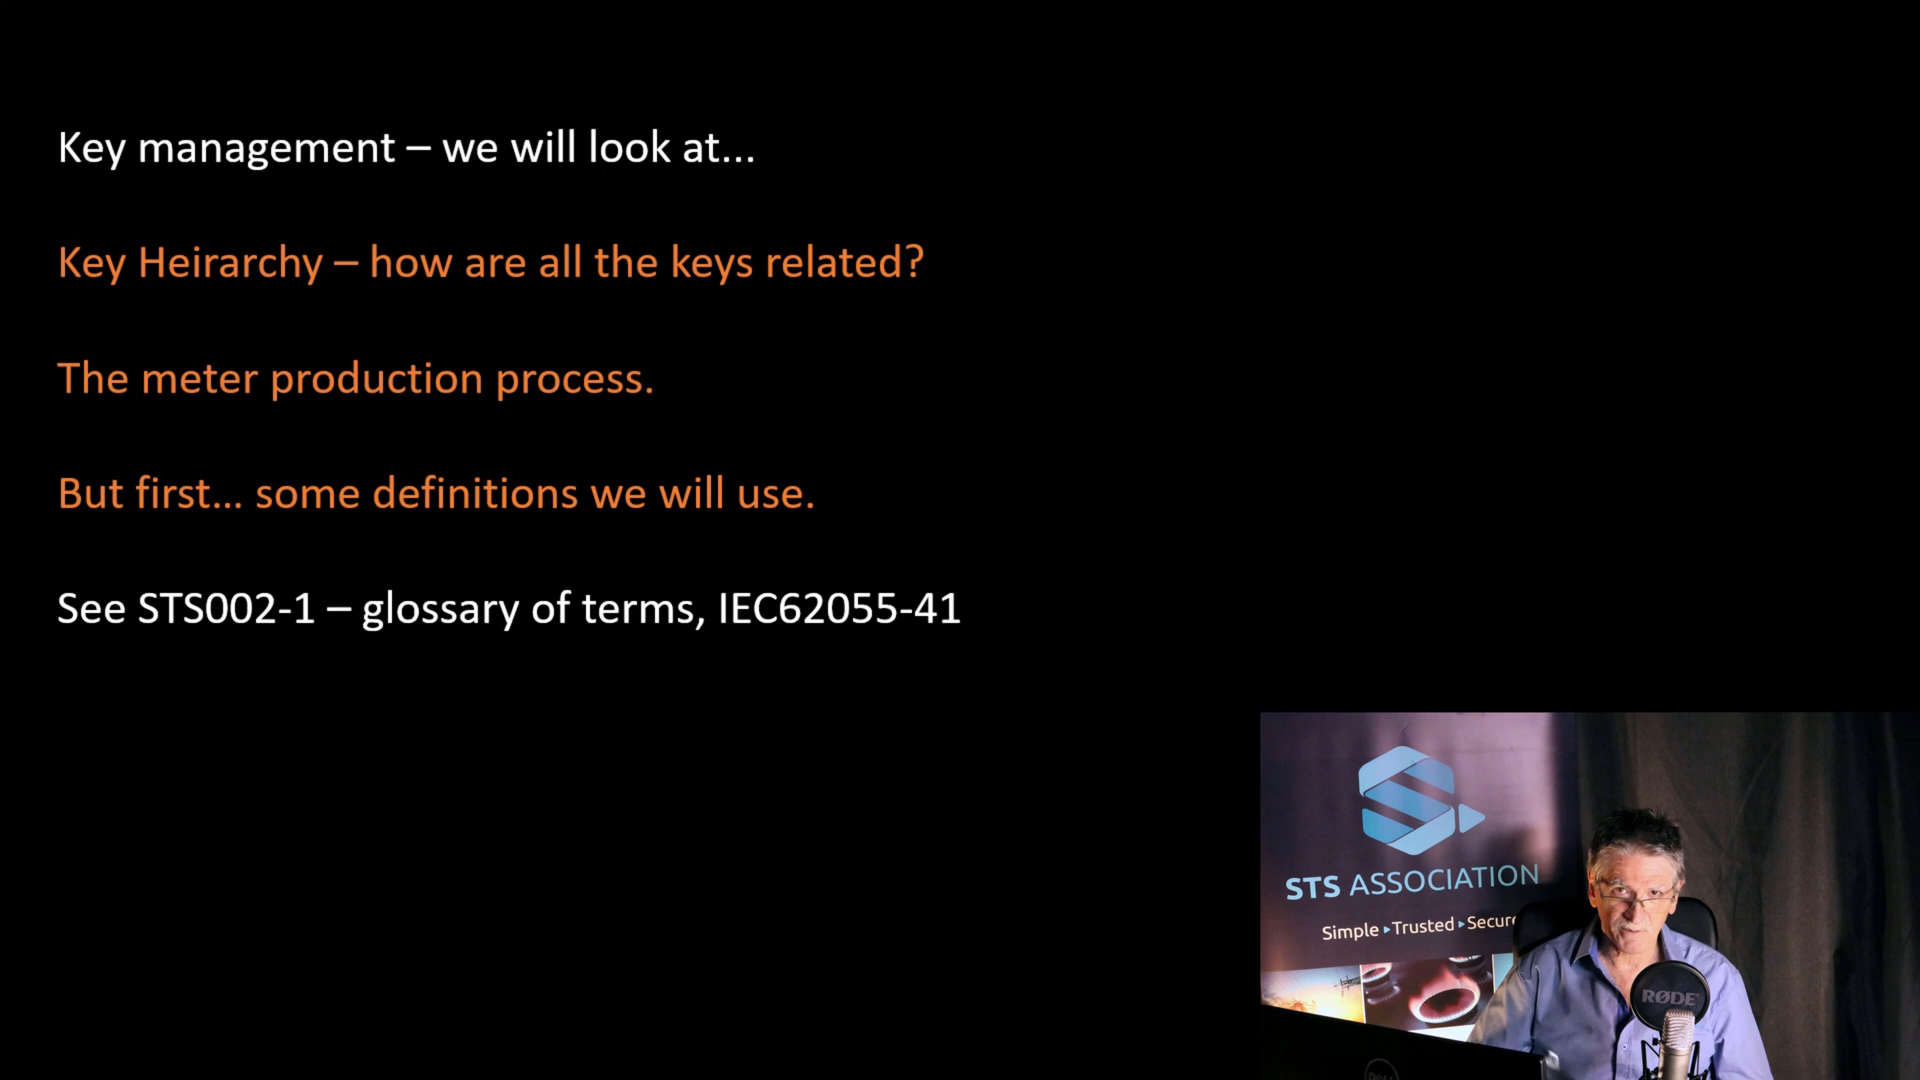 Key management – we will look at...
Key Heirarchy – how are all the keys related?
The meter production process.
But first... some definitions we will use.
See STS002-1 – glossary of terms, IEC62055-41
STS ASSOCIATION
Simple ▸ Trusted ▸ Secure
RØDE
DELL